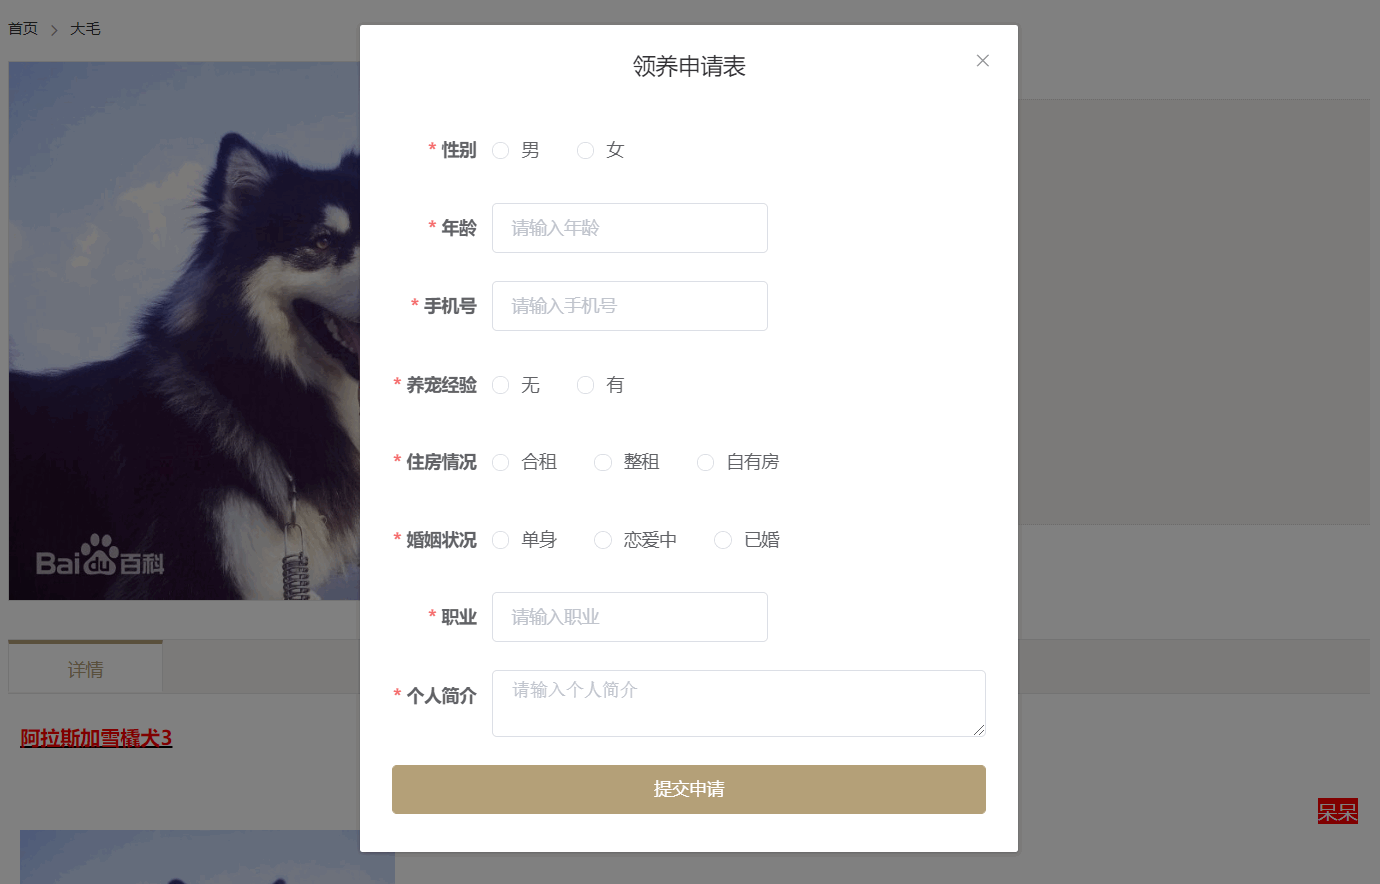 首页 > 大毛
领养申请表
* 性别 男 女
* 年龄 请输入年龄
* 手机号 请输入手机号
* 养宠经验 无 有
* 住房情况 合租 整租 自有房
* 婚姻状况 单身 恋爱中 已婚
* 职业 请输入职业
* 个人简介 请输入个人简介
提交申请
Bai du 百科
详情
阿拉斯加雪橇犬3
呆呆